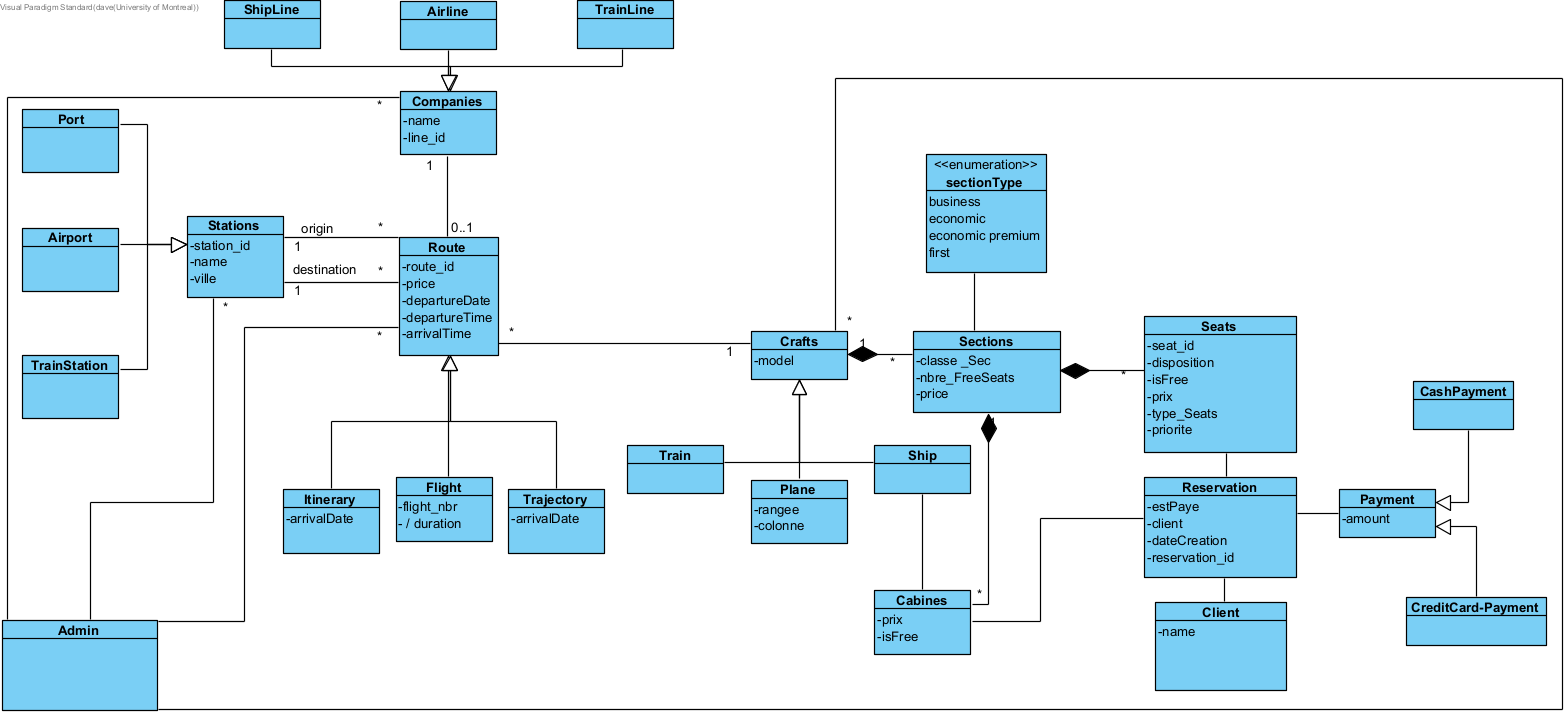 Visual Paradigm Standard(dave(University of Montreal))
ShipLine
Airline
TrainLine
*
Companies
-name
-line_id
1
0..1
Port
Airport
TrainStation
Stations
-station_id
-name
-ville
*
origin
*
1
destination
*
1
Route
-route_id
-price
-departureDate
-departureTime
-arrivalTime
*
*
1
Itinerary
-arrivalDate
Flight
-flight_nbr
- / duration
Trajectory
-arrivalDate
Admin
*
Crafts
-model
1
*
Train
Ship
Plane
-rangee
-colonne
<<enumeration>>
sectionType
business
economic
economic premium
first
Sections
-classe _Sec
-nbre_FreeSeats
-price
*
Seats
-seat_id
-disposition
-isFree
-prix
-type_Seats
-priorite
*
Cabines
-prix
-isFree
Reservation
-estPaye
-client
-dateCreation
-reservation_id
Client
-name
Payment
-amount
CashPayment
CreditCard-Payment